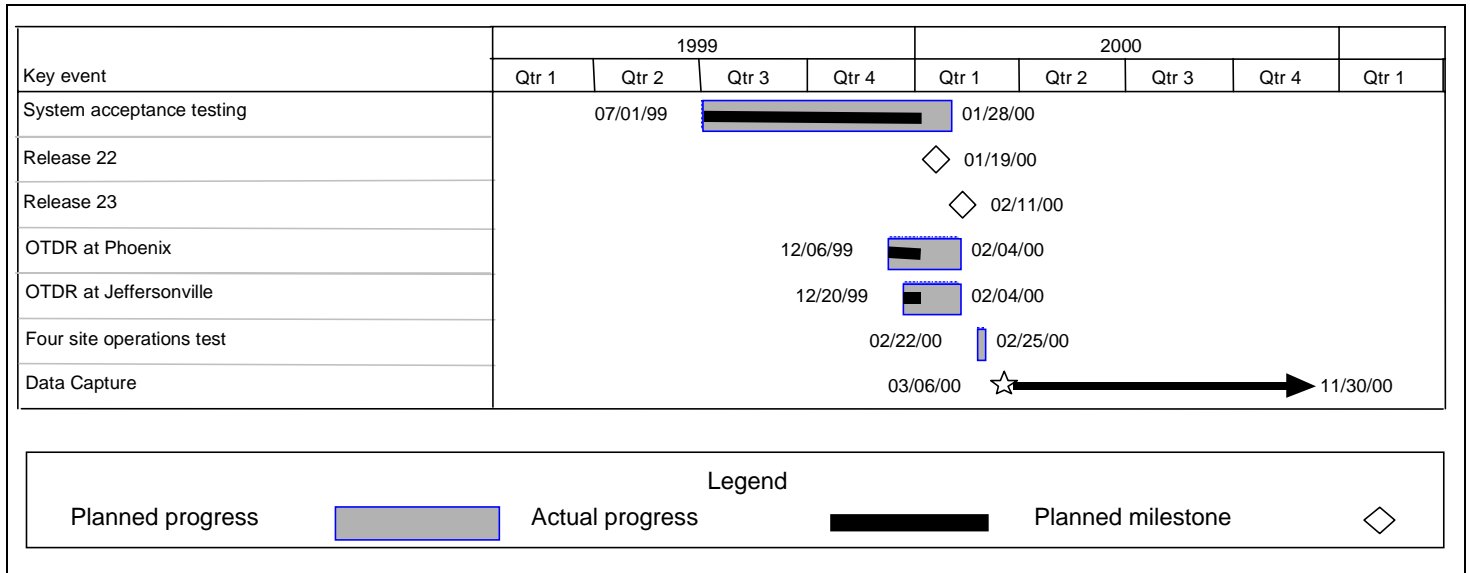 1999 2000
Key event Qtr 1 Qtr 2 Qtr 3 Qtr 4 Qtr 1 Qtr 2 Qtr 3 Qtr 4 Qtr 1
System acceptance testing 07/01/99 01/28/00
Release 22 01/19/00
Release 23 02/11/00
OTDR at Phoenix 12/06/99 02/04/00
OTDR at Jeffersonville 12/20/99 02/04/00
Four site operations test 02/22/00 02/25/00
Data Capture 03/06/00 11/30/00
Legend
Planned progress Actual progress Planned milestone